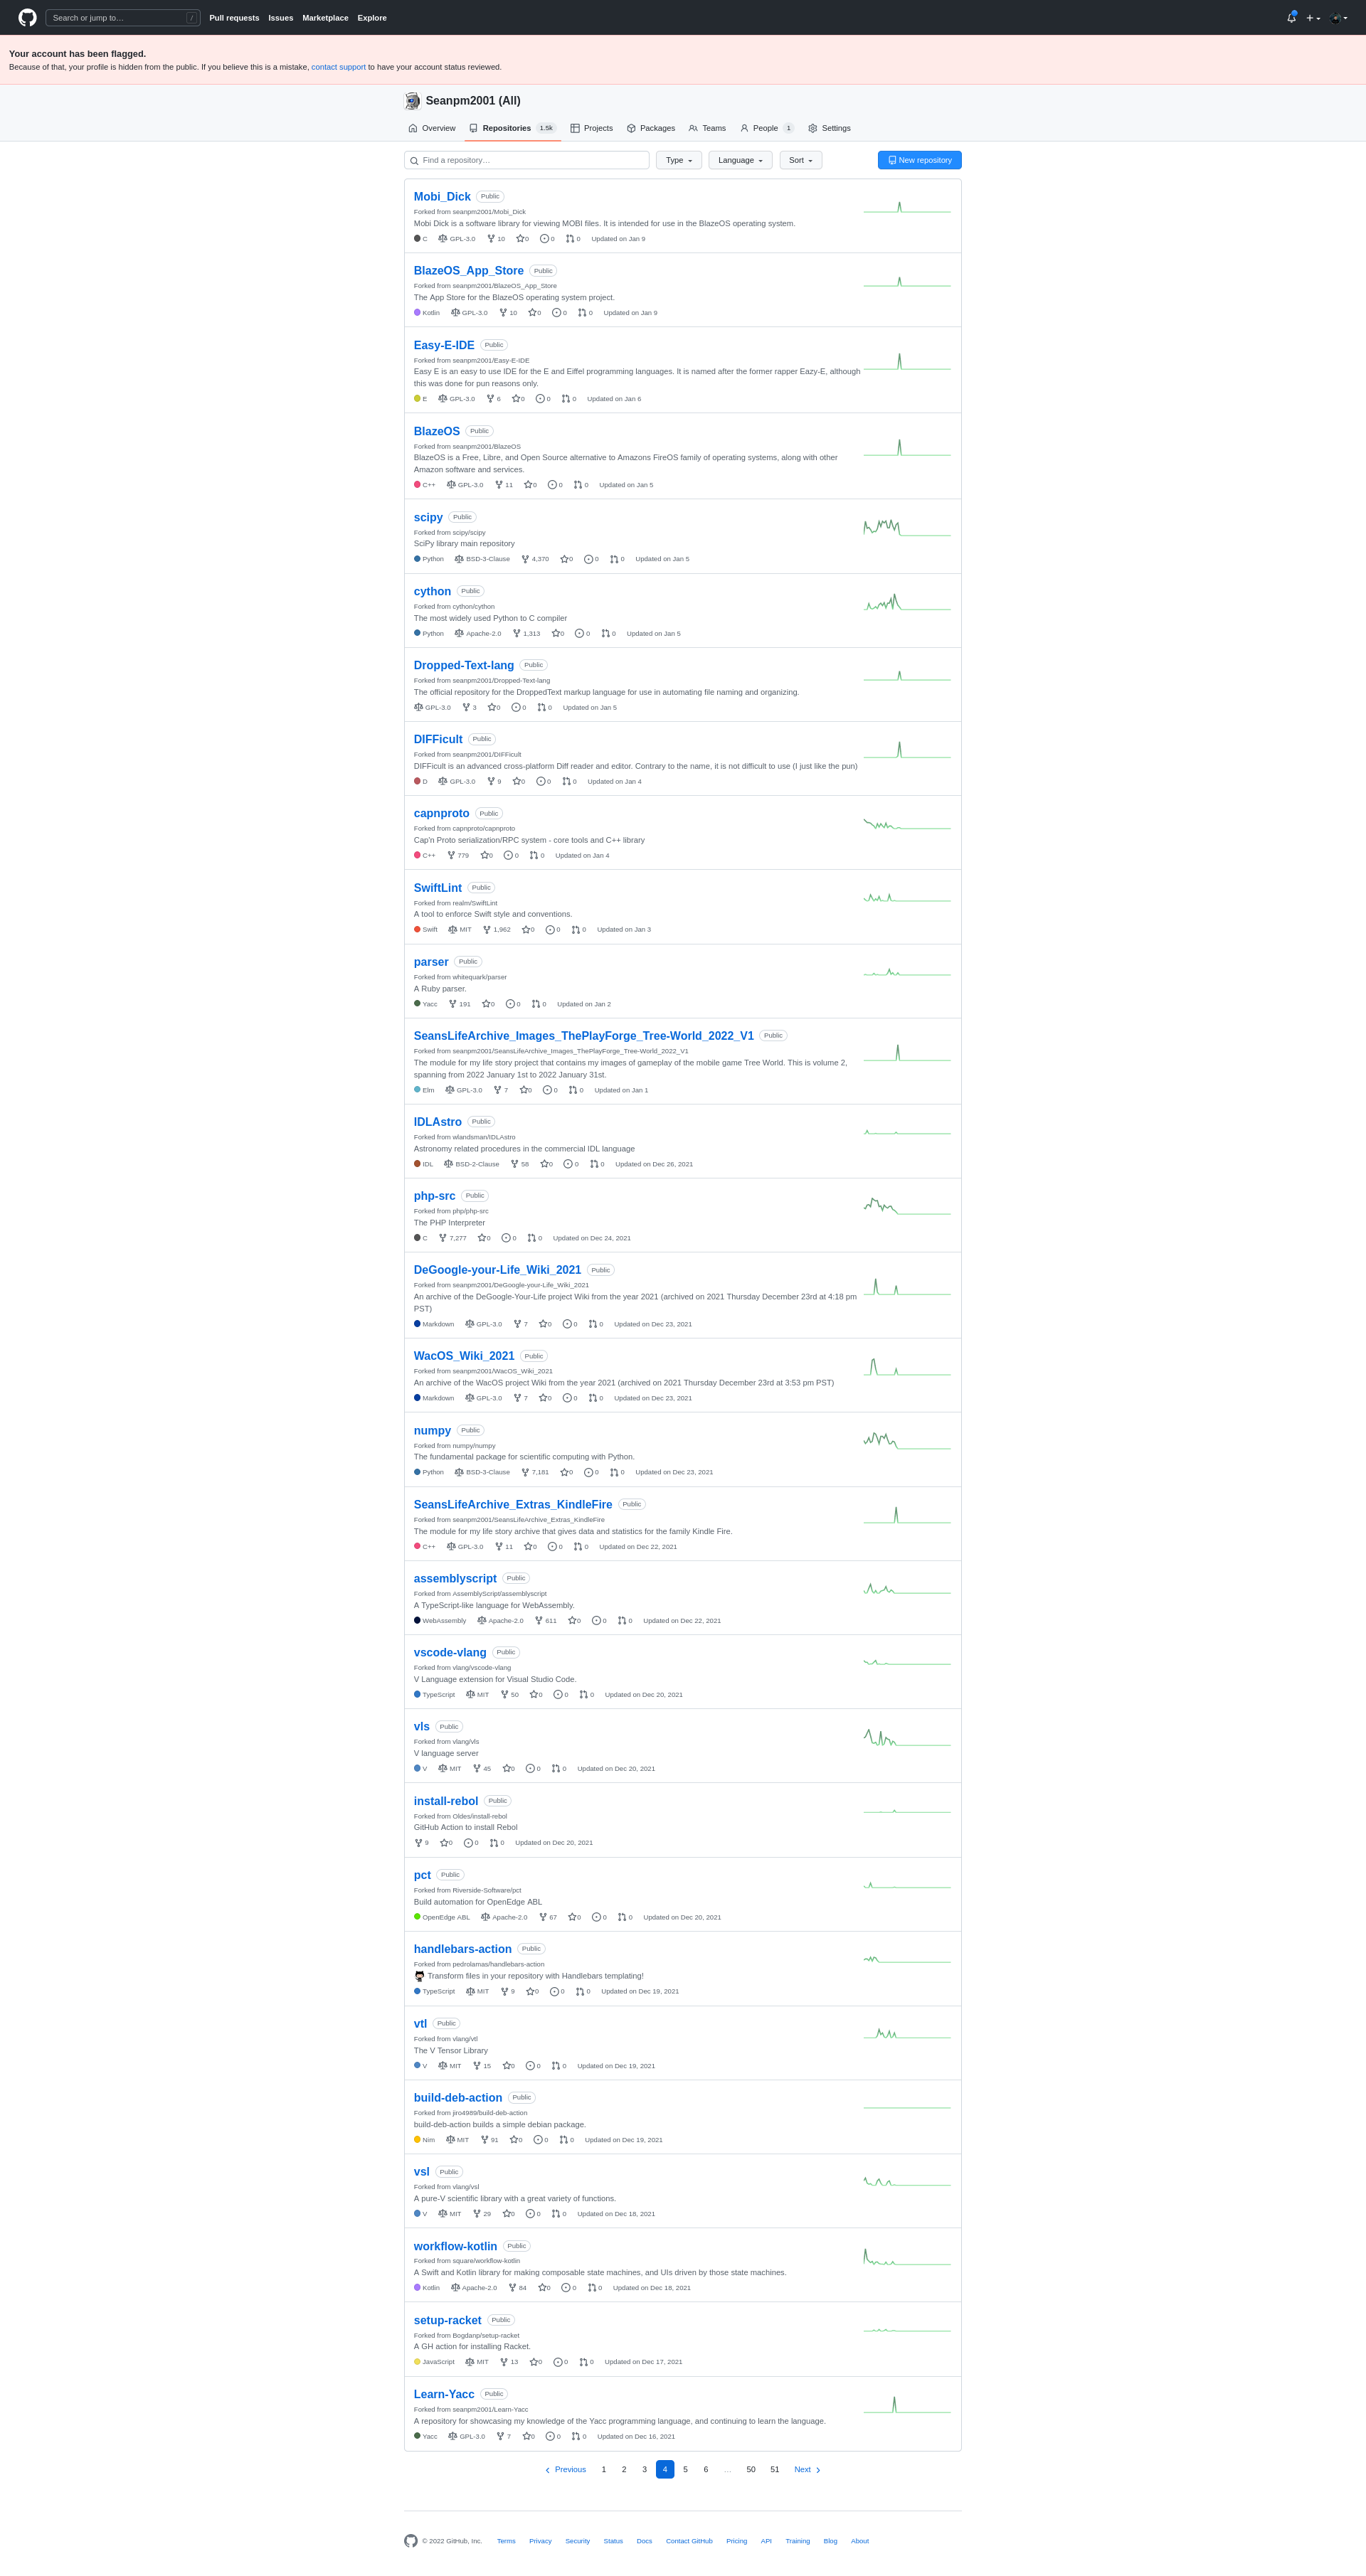 Search or jump to… /
Pull requests Issues Marketplace Explore
Your account has been flagged.
Because of that, your profile is hidden from the public. If you believe this is a mistake, contact support to have your account status reviewed.
Seanpm2001 (All)
Overview Repositories 1.5k Projects Packages Teams People 1 Settings
Find a repository… Type Language Sort New repository
Mobi_Dick Public
Forked from seanpm2001/Mobi_Dick
Mobi Dick is a software library for viewing MOBI files. It is intended for use in the BlazeOS operating system.
C GPL-3.0 10 0 0 0 Updated on Jan 9
BlazeOS_App_Store Public
Forked from seanpm2001/BlazeOS_App_Store
The App Store for the BlazeOS operating system project.
Kotlin GPL-3.0 10 0 0 0 Updated on Jan 9
Easy-E-IDE Public
Forked from seanpm2001/Easy-E-IDE
Easy E is an easy to use IDE for the E and Eiffel programming languages. It is named after the former rapper Eazy-E, although
this was done for pun reasons only.
E GPL-3.0 6 0 0 0 Updated on Jan 6
BlazeOS Public
Forked from seanpm2001/BlazeOS
BlazeOS is a Free, Libre, and Open Source alternative to Amazons FireOS family of operating systems, along with other
Amazon software and services.
C++ GPL-3.0 11 0 0 0 Updated on Jan 5
scipy Public
Forked from scipy/scipy
SciPy library main repository
Python BSD-3-Clause 4,370 0 0 0 Updated on Jan 5
cython Public
Forked from cython/cython
The most widely used Python to C compiler
Python Apache-2.0 1,313 0 0 0 Updated on Jan 5
Dropped-Text-lang Public
Forked from seanpm2001/Dropped-Text-lang
The official repository for the DroppedText markup language for use in automating file naming and organizing.
GPL-3.0 3 0 0 0 Updated on Jan 5
DIFFicult Public
Forked from seanpm2001/DIFFicult
DIFFicult is an advanced cross-platform Diff reader and editor. Contrary to the name, it is not difficult to use (I just like the pun)
D GPL-3.0 9 0 0 0 Updated on Jan 4
capnproto Public
Forked from capnproto/capnproto
Cap'n Proto serialization/RPC system - core tools and C++ library
C++ 779 0 0 0 Updated on Jan 4
SwiftLint Public
Forked from realm/SwiftLint
A tool to enforce Swift style and conventions.
Swift MIT 1,962 0 0 0 Updated on Jan 3
parser Public
Forked from whitequark/parser
A Ruby parser.
Yacc 191 0 0 0 Updated on Jan 2
SeansLifeArchive_Images_ThePlayForge_Tree-World_2022_V1 Public
Forked from seanpm2001/SeansLifeArchive_Images_ThePlayForge_Tree-World_2022_V1
The module for my life story project that contains my images of gameplay of the mobile game Tree World. This is volume 2,
spanning from 2022 January 1st to 2022 January 31st.
Elm GPL-3.0 7 0 0 0 Updated on Jan 1
IDLAstro Public
Forked from wlandsman/IDLAstro
Astronomy related procedures in the commercial IDL language
IDL BSD-2-Clause 58 0 0 0 Updated on Dec 26, 2021
php-src Public
Forked from php/php-src
The PHP Interpreter
C 7,277 0 0 0 Updated on Dec 24, 2021
DeGoogle-your-Life_Wiki_2021 Public
Forked from seanpm2001/DeGoogle-your-Life_Wiki_2021
An archive of the DeGoogle-Your-Life project Wiki from the year 2021 (archived on 2021 Thursday December 23rd at 4:18 pm
PST)
Markdown GPL-3.0 7 0 0 0 Updated on Dec 23, 2021
WacOS_Wiki_2021 Public
Forked from seanpm2001/WacOS_Wiki_2021
An archive of the WacOS project Wiki from the year 2021 (archived on 2021 Thursday December 23rd at 3:53 pm PST)
Markdown GPL-3.0 7 0 0 0 Updated on Dec 23, 2021
numpy Public
Forked from numpy/numpy
The fundamental package for scientific computing with Python.
Python BSD-3-Clause 7,181 0 0 0 Updated on Dec 23, 2021
SeansLifeArchive_Extras_KindleFire Public
Forked from seanpm2001/SeansLifeArchive_Extras_KindleFire
The module for my life story archive that gives data and statistics for the family Kindle Fire.
C++ GPL-3.0 11 0 0 0 Updated on Dec 22, 2021
assemblyscript Public
Forked from AssemblyScript/assemblyscript
A TypeScript-like language for WebAssembly.
WebAssembly Apache-2.0 611 0 0 0 Updated on Dec 22, 2021
vscode-vlang Public
Forked from vlang/vscode-vlang
V Language extension for Visual Studio Code.
TypeScript MIT 50 0 0 0 Updated on Dec 20, 2021
vls Public
Forked from vlang/vls
V language server
V MIT 45 0 0 0 Updated on Dec 20, 2021
install-rebol Public
Forked from Oldes/install-rebol
GitHub Action to install Rebol
9 0 0 0 Updated on Dec 20, 2021
pct Public
Forked from Riverside-Software/pct
Build automation for OpenEdge ABL
OpenEdge ABL Apache-2.0 67 0 0 0 Updated on Dec 20, 2021
handlebars-action Public
Forked from pedrolamas/handlebars-action
Transform files in your repository with Handlebars templating!
TypeScript MIT 9 0 0 0 Updated on Dec 19, 2021
vtl Public
Forked from vlang/vtl
The V Tensor Library
V MIT 15 0 0 0 Updated on Dec 19, 2021
build-deb-action Public
Forked from jiro4989/build-deb-action
build-deb-action builds a simple debian package.
Nim MIT 91 0 0 0 Updated on Dec 19, 2021
vsl Public
Forked from vlang/vsl
A pure-V scientific library with a great variety of functions.
V MIT 29 0 0 0 Updated on Dec 18, 2021
workflow-kotlin Public
Forked from square/workflow-kotlin
A Swift and Kotlin library for making composable state machines, and UIs driven by those state machines.
Kotlin Apache-2.0 84 0 0 0 Updated on Dec 18, 2021
setup-racket Public
Forked from Bogdanp/setup-racket
A GH action for installing Racket.
JavaScript MIT 13 0 0 0 Updated on Dec 17, 2021
Learn-Yacc Public
Forked from seanpm2001/Learn-Yacc
A repository for showcasing my knowledge of the Yacc programming language, and continuing to learn the language.
Yacc GPL-3.0 7 0 0 0 Updated on Dec 16, 2021
Previous 1 2 3 4 5 6 … 50 51 Next
© 2022 GitHub, Inc. Terms Privacy Security Status Docs Contact GitHub Pricing API Training Blog About